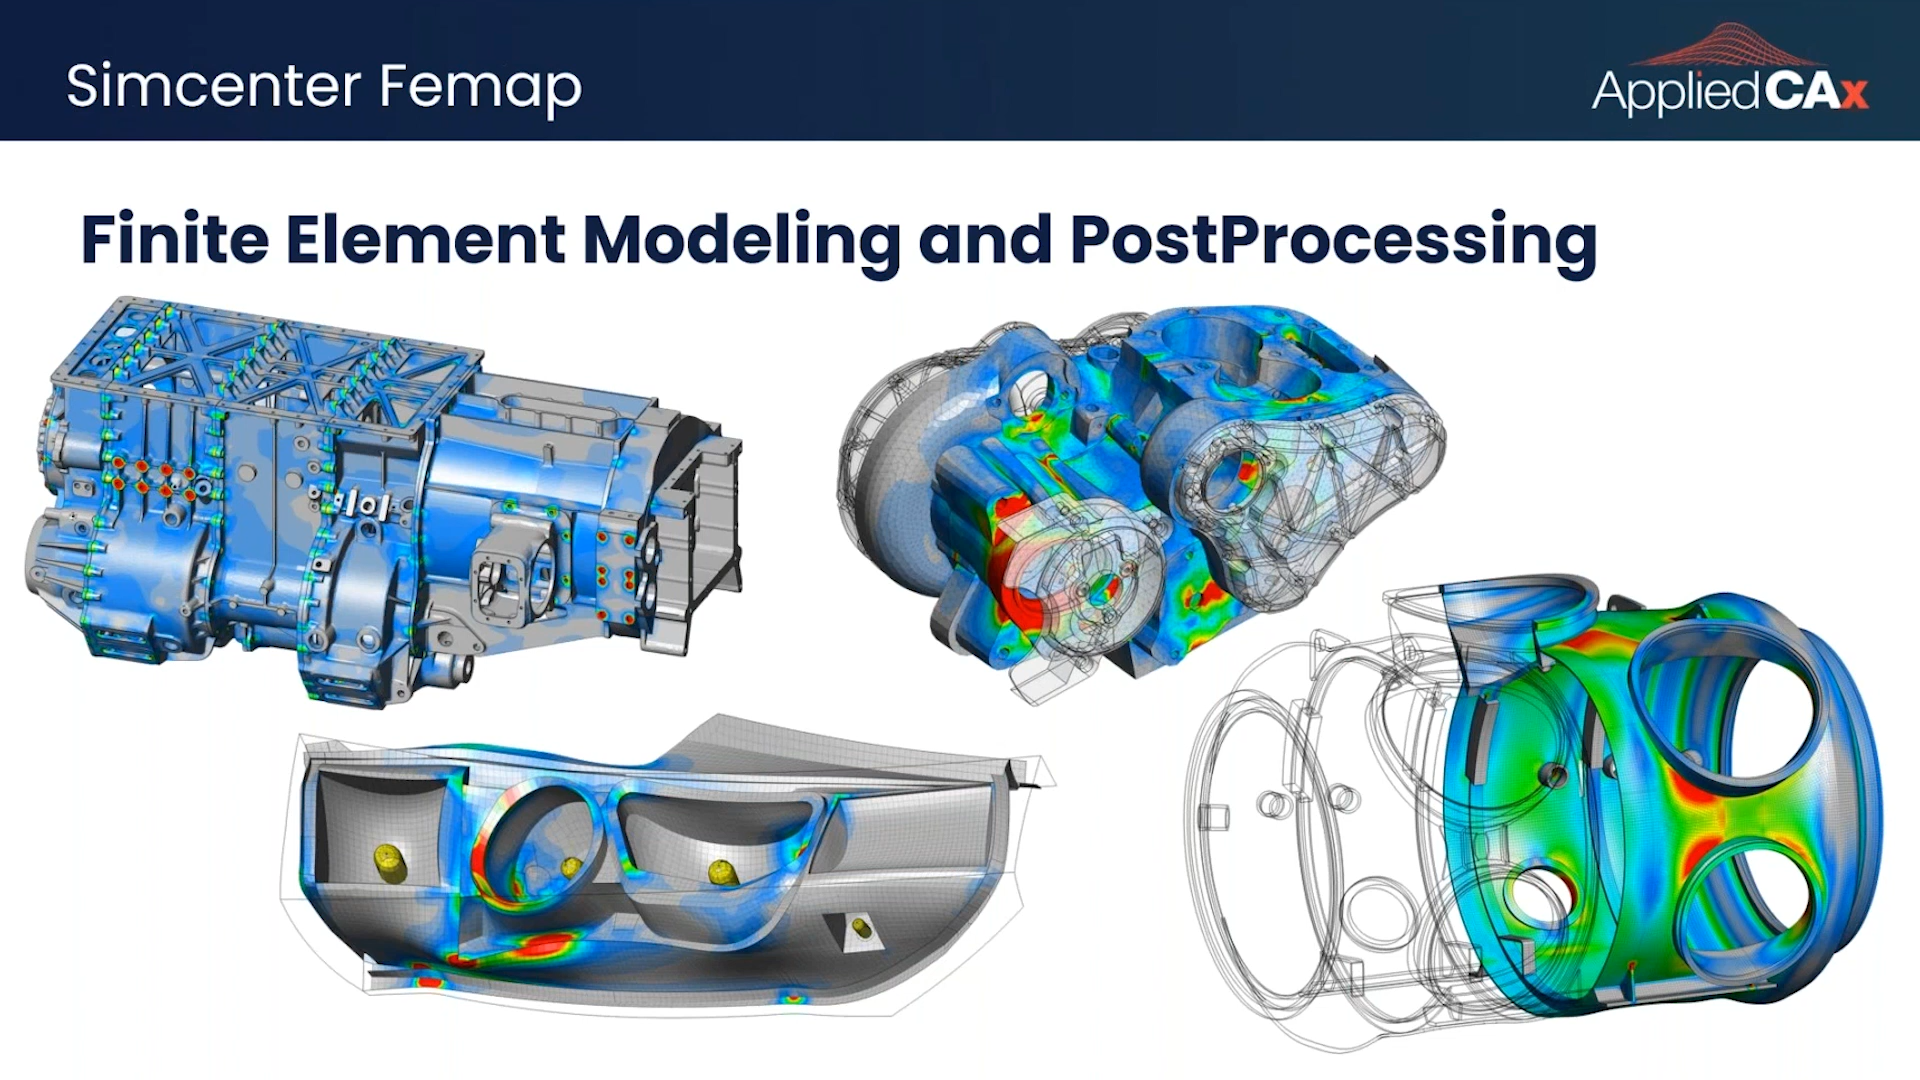 Simcenter Femap
AppliedCAx
Finite Element Modeling and PostProcessing